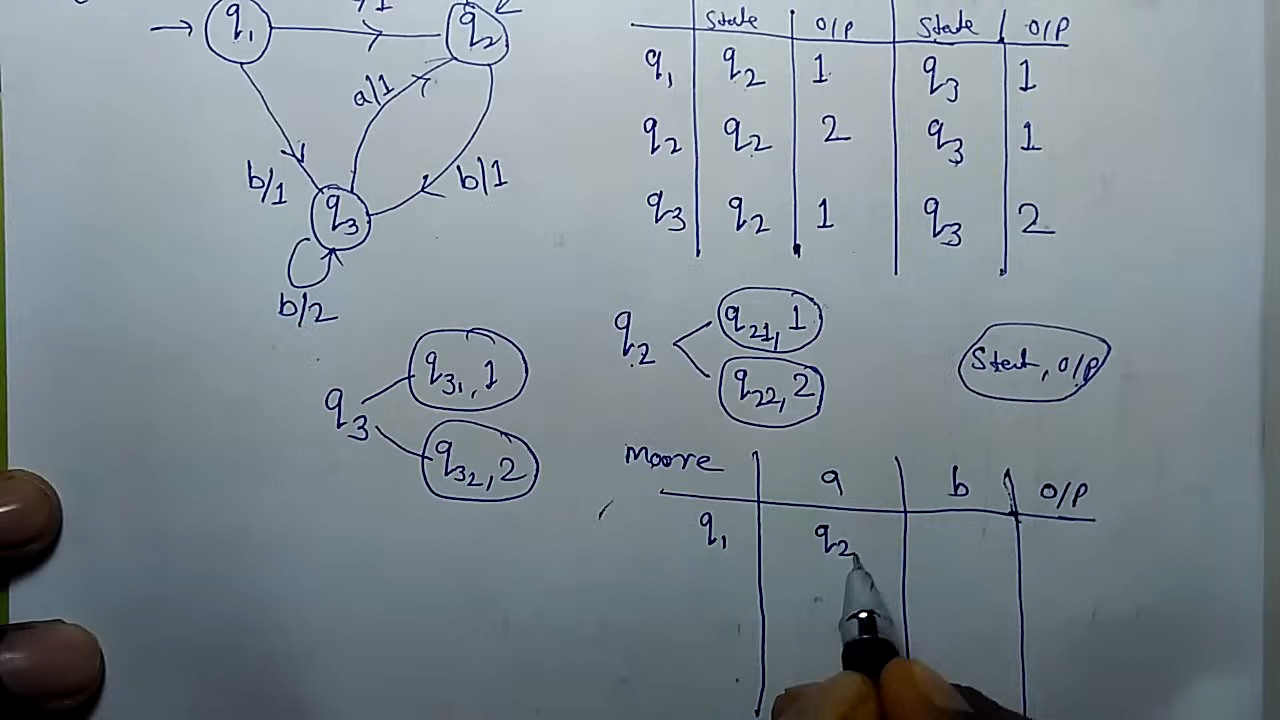 q1
q2
a/1
b/1
b/1
q3
b/2
State O/P State O/P
q1 q2 1 q3 1
q2 q2 2 q3 1
q3 q2 1 q3 2
q2
q21, 1
q22, 2
State, O/P
q3
q31, 1
q32, 2
Moore a b O/P
q1 q2